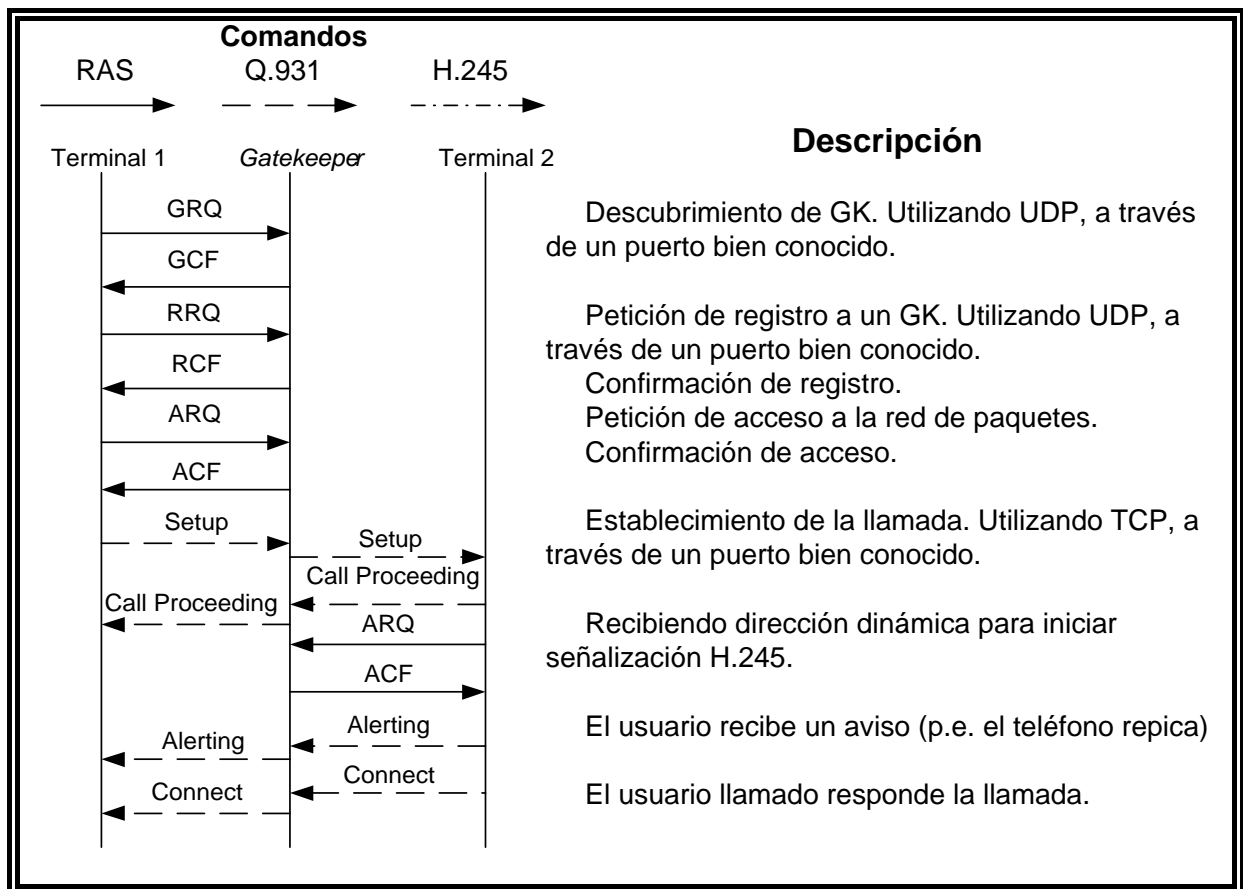 Comandos
RAS Q.931 H.245
Descripción
Terminal 1 Gatekeeper Terminal 2
GRQ
GCF
RRQ
RCF
ARQ
ACF
Setup
Setup
Call Proceeding
Call Proceeding
ARQ
ACF
Alerting
Alerting
Connect
Connect
Descubrimiento de GK. Utilizando UDP, a través
de un puerto bien conocido.
Petición de registro a un GK. Utilizando UDP, a
través de un puerto bien conocido.
Confirmación de registro.
Petición de acceso a la red de paquetes.
Confirmación de acceso.
Establecimiento de la llamada. Utilizando TCP, a
través de un puerto bien conocido.
Recibiendo dirección dinámica para iniciar
señalización H.245.
El usuario recibe un aviso (p.e. el teléfono repica)
El usuario llamado responde la llamada.